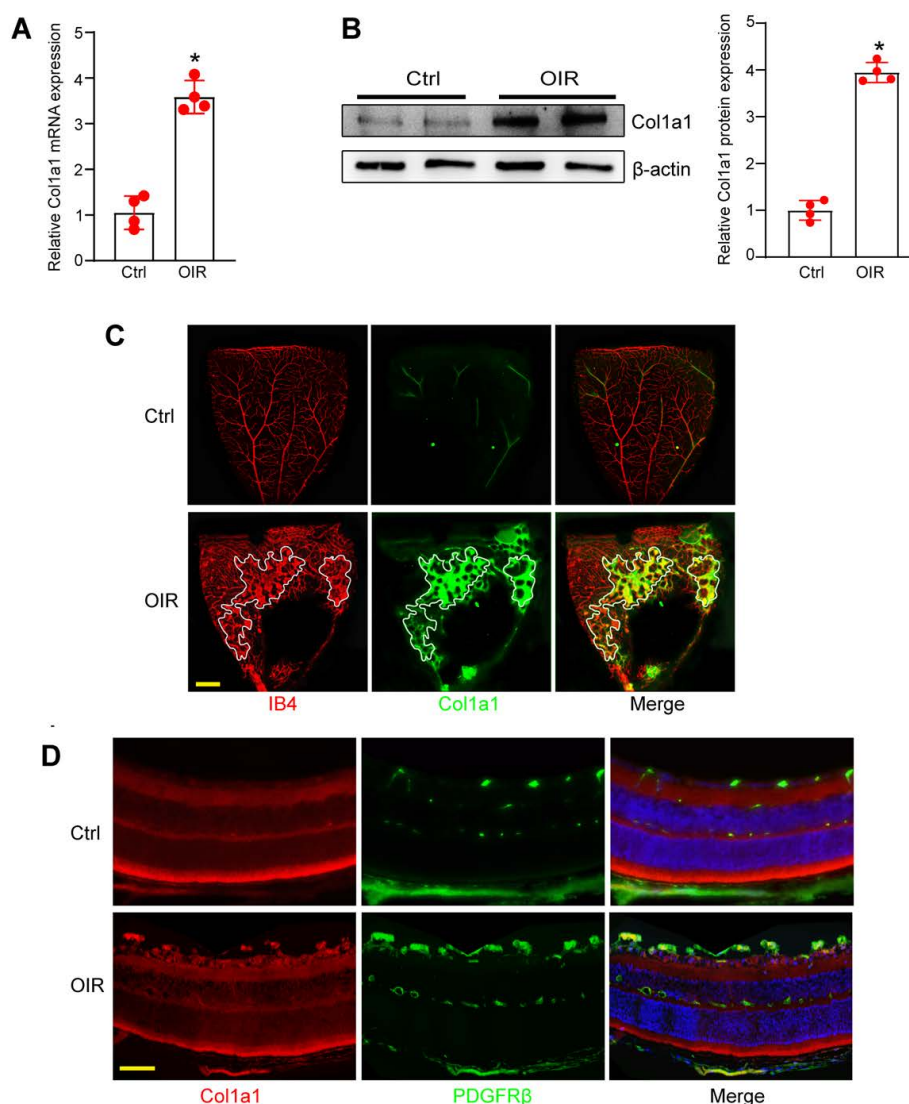 A
Relative Col1a1 mRNA expression
5
4
3
2
1
0
*
Ctrl
OIR
B
Ctrl
OIR
Col1a1
β-actin
Relative Col1a1 protein expression
5
4
3
2
1
0
*
Ctrl
OIR
C
Ctrl
OIR
IB4
Col1a1
Merge
-
D
Ctrl
OIR
Col1a1
PDGFRβ
Merge